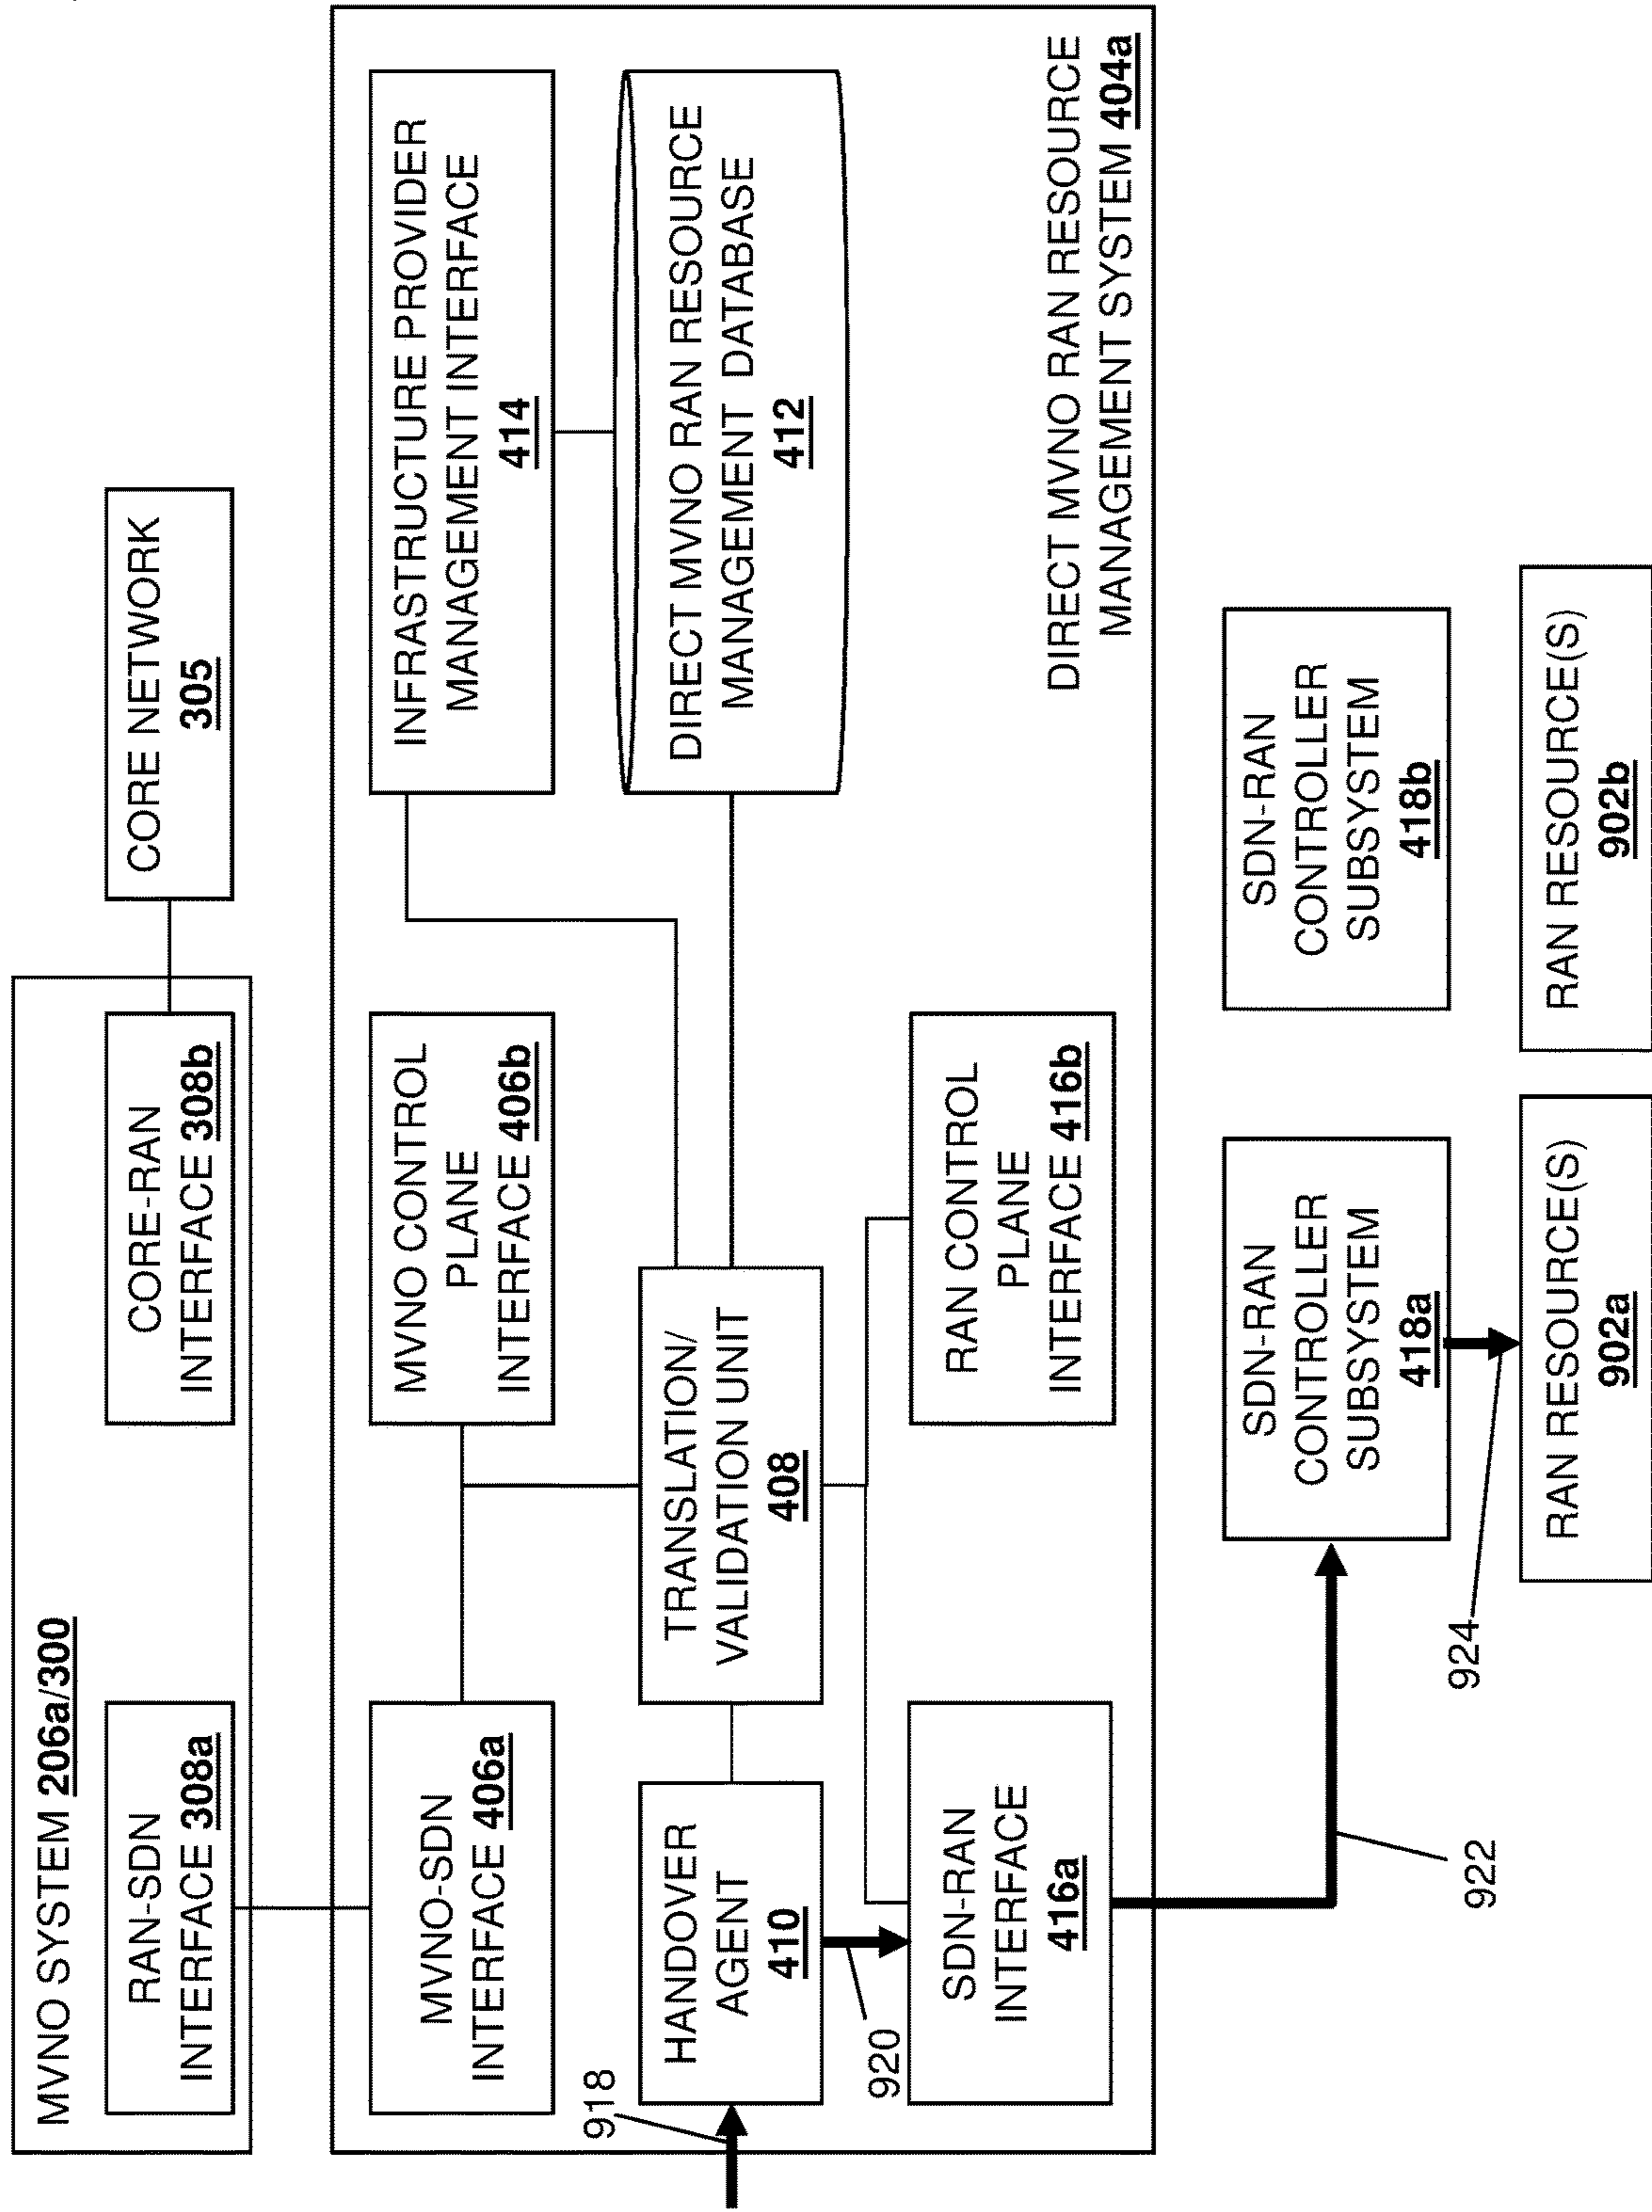 MVNO SYSTEM 206a/300
RAN-SDN
INTERFACE 308a
CORE-RAN
INTERFACE 308b
CORE NETWORK
305
MVNO-SDN
INTERFACE 406a
MVNO CONTROL
PLANE
INTERFACE 406b
INFRASTRUCTURE PROVIDER
MANAGEMENT INTERFACE
414
918
HANDOVER
AGENT
410
TRANSLATION/
VALIDATION UNIT
408
DIRECT MVNO RAN RESOURCE
MANAGEMENT DATABASE
412
920
SDN-RAN
INTERFACE
416a
RAN CONTROL
PLANE
INTERFACE 416b
DIRECT MVNO RAN RESOURCE
MANAGEMENT SYSTEM 404a
922
SDN-RAN
CONTROLLER
SUBSYSTEM
418a
SDN-RAN
CONTROLLER
SUBSYSTEM
418b
924
RAN RESOURCE(S)
902a
RAN RESOURCE(S)
902b